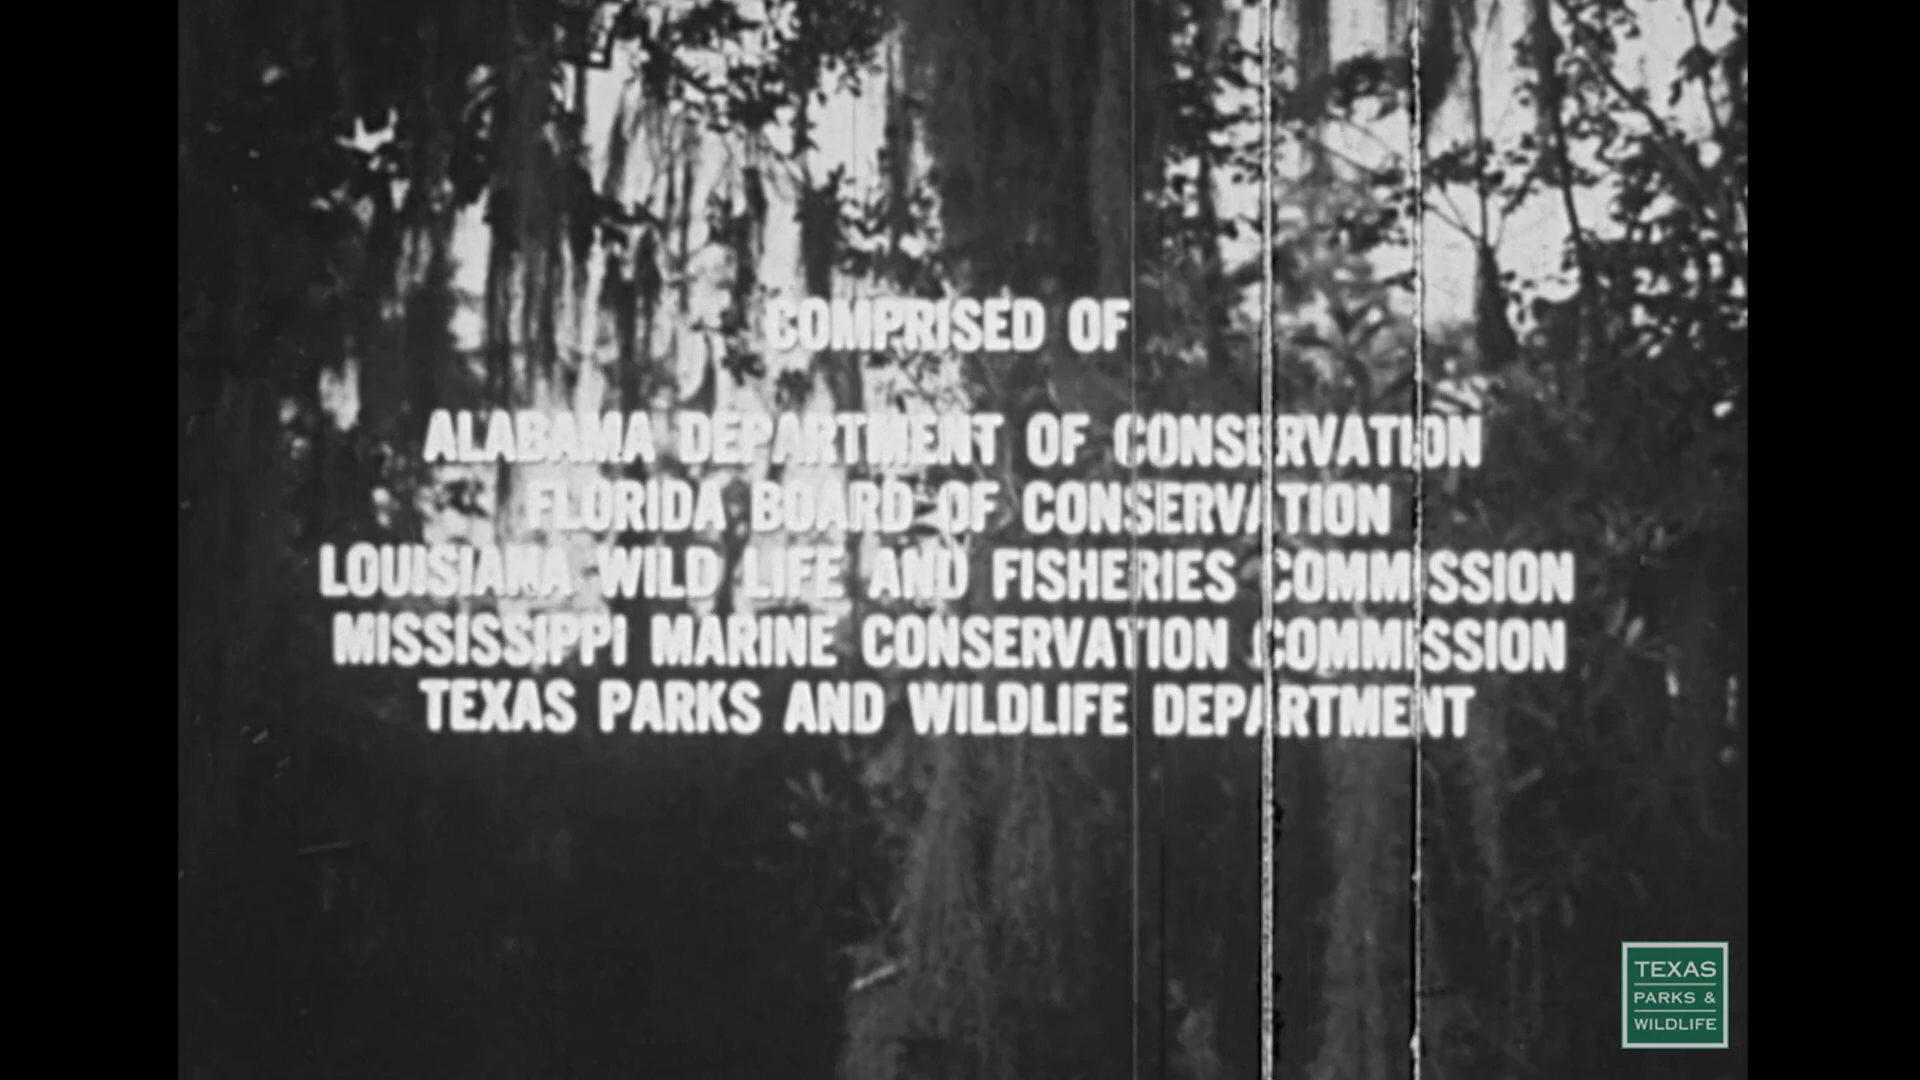 COMPRISED OF
ALABAMA DEPARTMENT OF CONSERVATION
FLORIDA BOARD OF CONSERVATION
LOUISIANA WILD LIFE AND FISHERIES COMMISSION
MISSISSIPPI MARINE CONSERVATION COMMISSION
TEXAS PARKS AND WILDLIFE DEPARTMENT
TEXAS
PARKS &
WILDLIFE